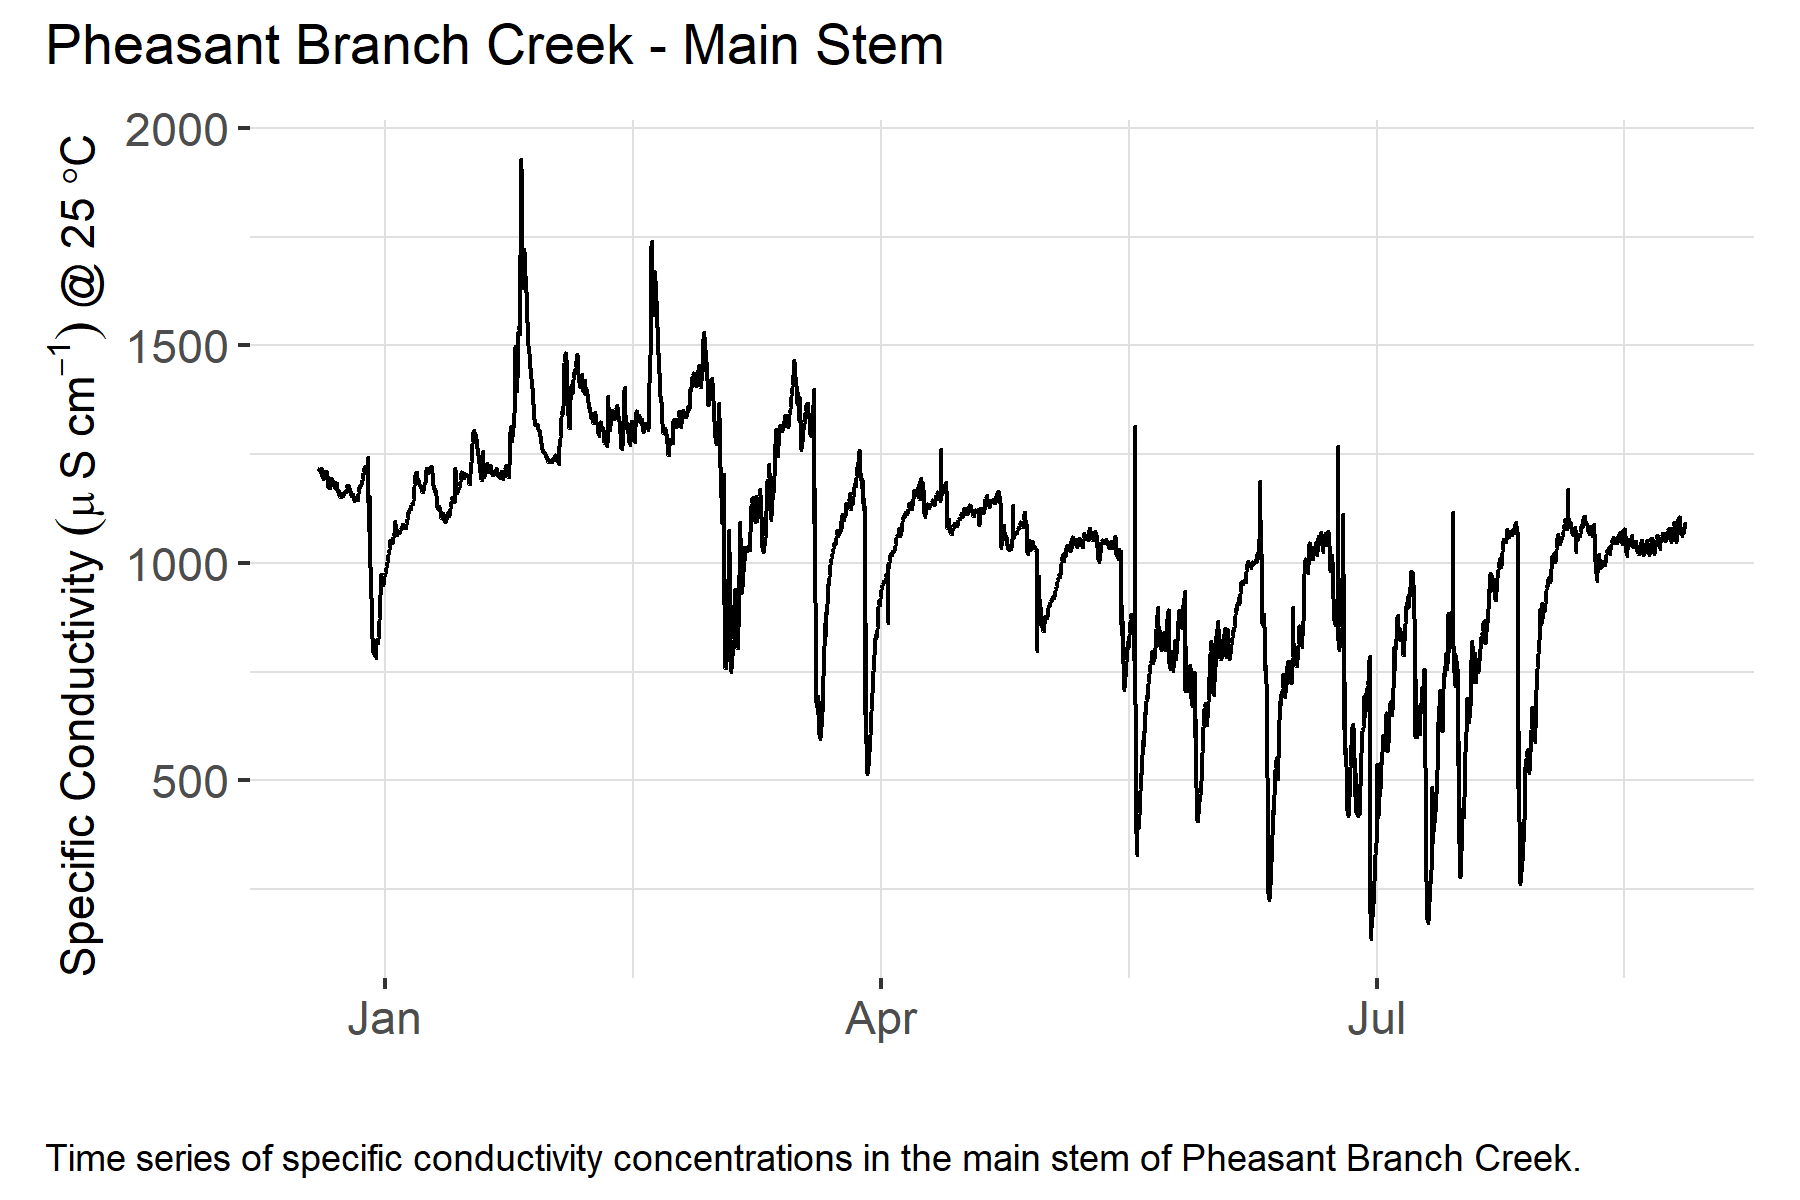 Pheasant Branch Creek - Main Stem
Specific Conductivity (μ S cm⁻¹) @ 25 °C
2000
1500
1000
500
Jan Apr Jul
Time series of specific conductivity concentrations in the main stem of Pheasant Branch Creek.